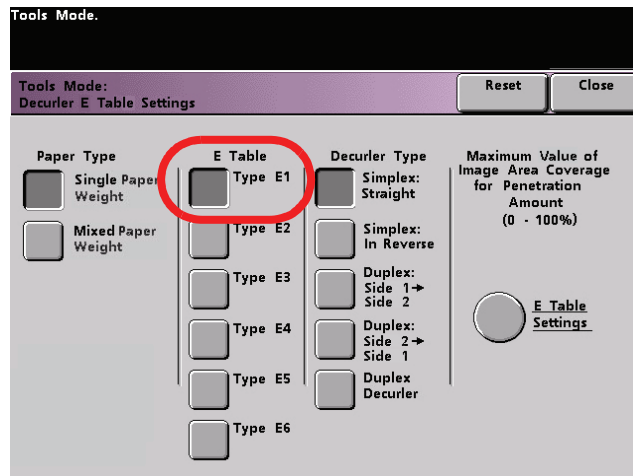 Tools Mode.
Tools Mode:
Decurler E Table Settings
Reset
Close
Paper Type
Single Paper
Weight
Mixed Paper
Weight
E Table
Type E1
Type E2
Type E3
Type E4
Type E5
Type E6
Decurler Type
Simplex:
Straight
Simplex:
In Reverse
Duplex:
Side 1→
Side 2
Duplex:
Side 2→
Side 1
Duplex
Decurler
Maximum Value of
Image Area Coverage
for Penetration
Amount
(0 - 100%)
E Table
Settings